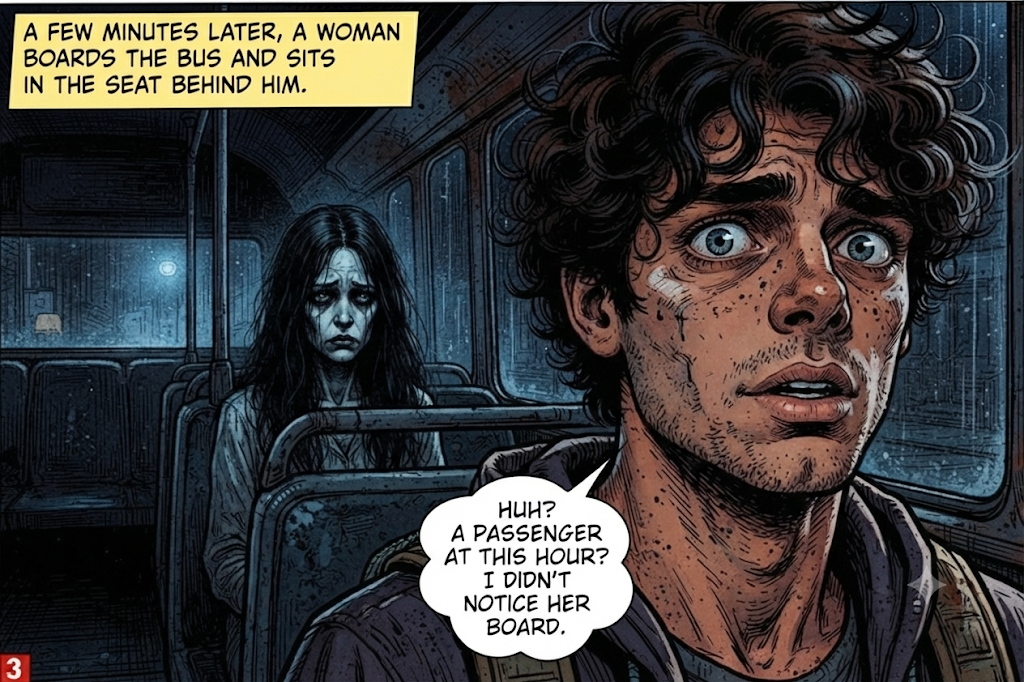 A FEW MINUTES LATER, A WOMAN
BOARDS THE BUS AND SITS
IN THE SEAT BEHIND HIM.
HUH?
A PASSENGER
AT THIS HOUR?
I DIDN'T
NOTICE HER
BOARD.
3